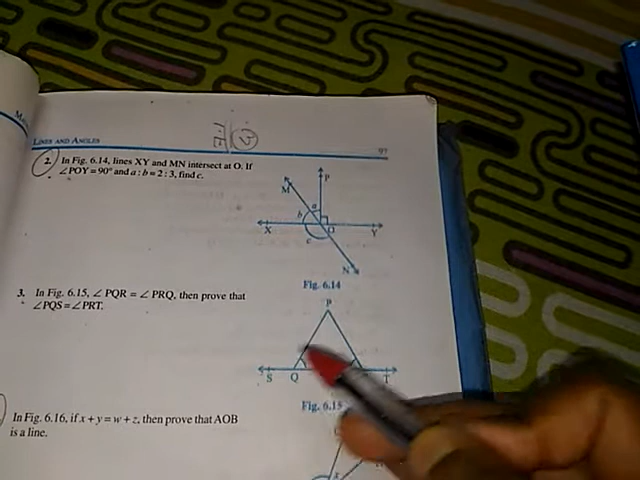 LINES AND ANGLES
97
2. In Fig. 6.14, lines XY and MN intersect at O. If
∠POY = 90° and a : b = 2 : 3, find c.
P
M
a
b
X
O
Y
c
N
Fig. 6.14
3. In Fig. 6.15, ∠ PQR = ∠ PRQ, then prove that
∠PQS = ∠PRT.
P
S Q T
Fig. 6.15
In Fig. 6.16, if x + y = w + z, then prove that AOB
is a line.